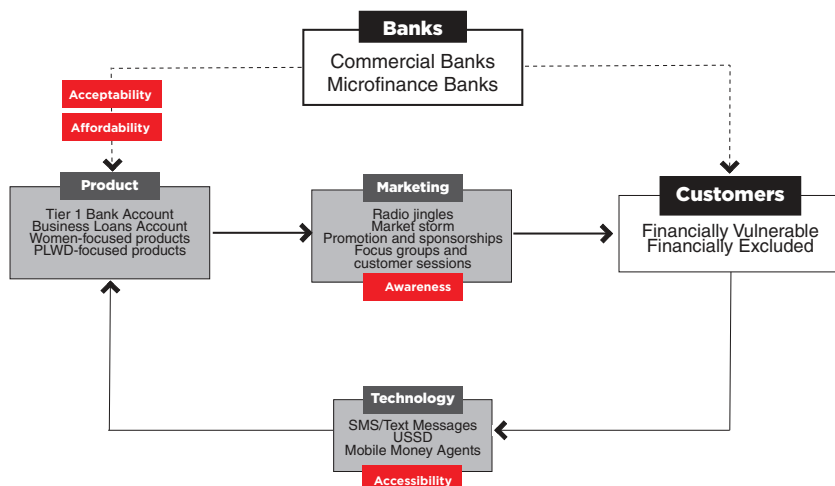 Banks
Commercial Banks
Microfinance Banks
Acceptability
Affordability
Product
Tier 1 Bank Account
Business Loans Account
Women-focused products
PLWD-focused products
Marketing
Radio jingles
Market storm
Promotion and sponsorships
Focus groups and
customer sessions
Awareness
Customers
Financially Vulnerable
Financially Excluded
Technology
SMS/Text Messages
USSD
Mobile Money Agents
Accessibility